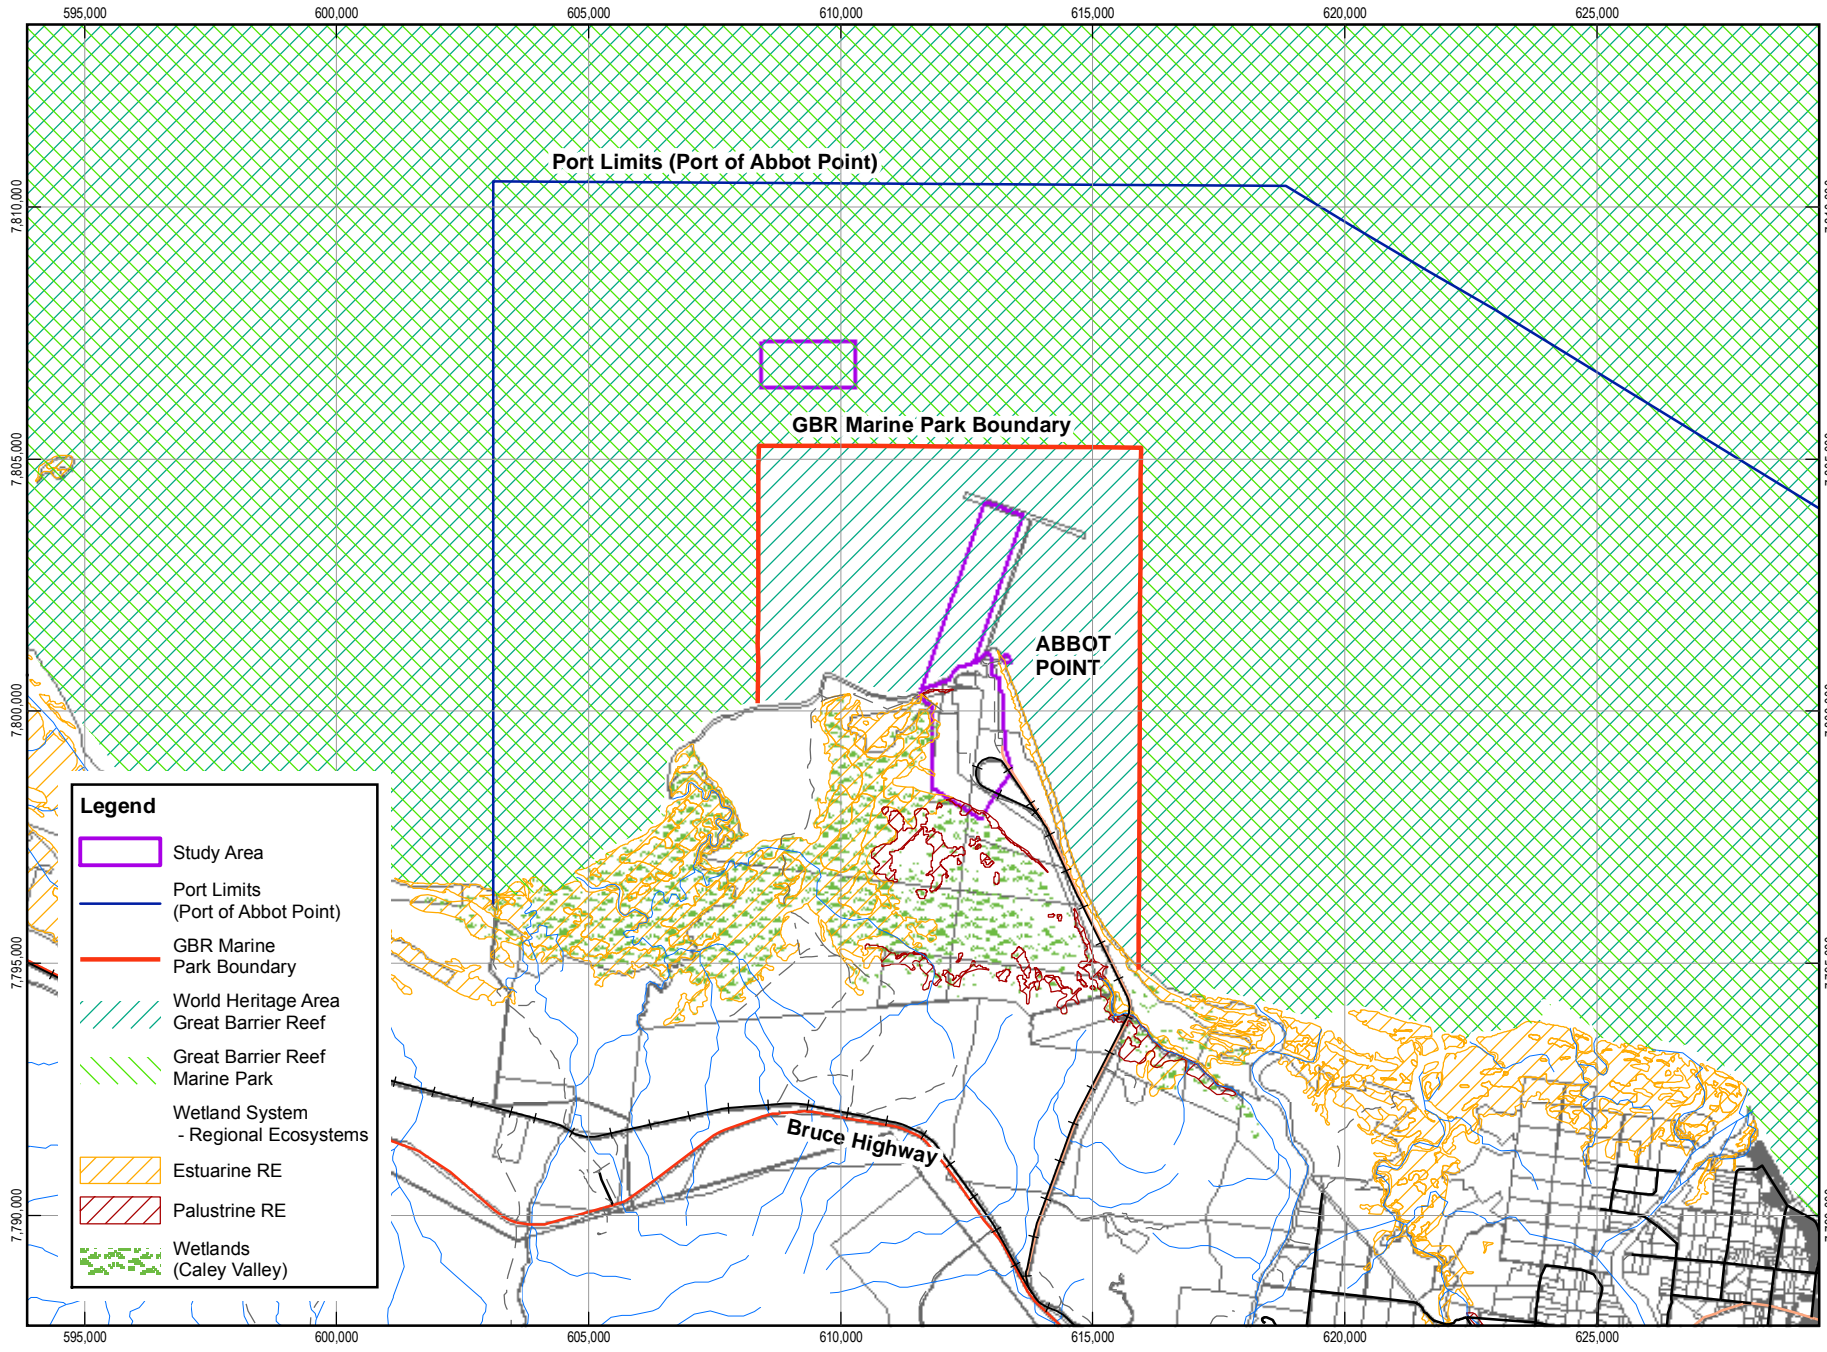 595,000
600,000
605,000
610,000
615,000
620,000
625,000
Port Limits (Port of Abbot Point)
7,810,000
GBR Marine Park Boundary
7,805,000
ABBOT
POINT
7,800,000
7,795,000
7,790,000
Bruce Highway
Legend
Study Area
Port Limits
(Port of Abbot Point)
GBR Marine
Park Boundary
World Heritage Area
Great Barrier Reef
Great Barrier Reef
Marine Park
Wetland System
- Regional Ecosystems
Estuarine RE
Palustrine RE
Wetlands
(Caley Valley)
595,000
600,000
605,000
610,000
615,000
620,000
625,000